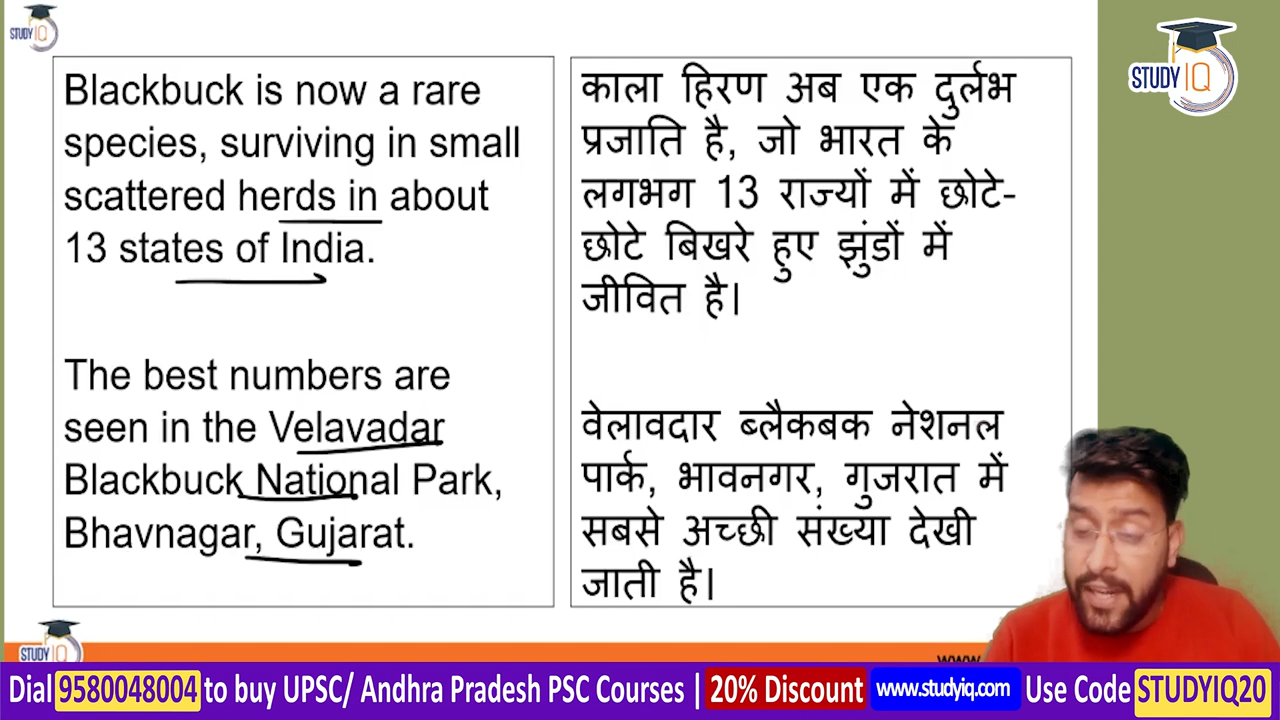 STUDY IQ
STUDY IQ
Blackbuck is now a rare
species, surviving in small
scattered herds in about
13 states of India.
The best numbers are
seen in the Velavadar
Blackbuck National Park,
Bhavnagar, Gujarat.
काला हिरण अब एक दुर्लभ
प्रजाति है, जो भारत के
लगभग 13 राज्यों में छोटे-
छोटे बिखरे हुए झुंडों में
जीवित है।
वेलावदार ब्लैकबक नेशनल
पार्क, भावनगर, गुजरात में
सबसे अच्छी संख्या देखी
जाती है।
STUDY IQ
www.
Dial 9580048004 to buy UPSC/ Andhra Pradesh PSC Courses | 20% Discount www.studyiq.com Use Code STUDYIQ20